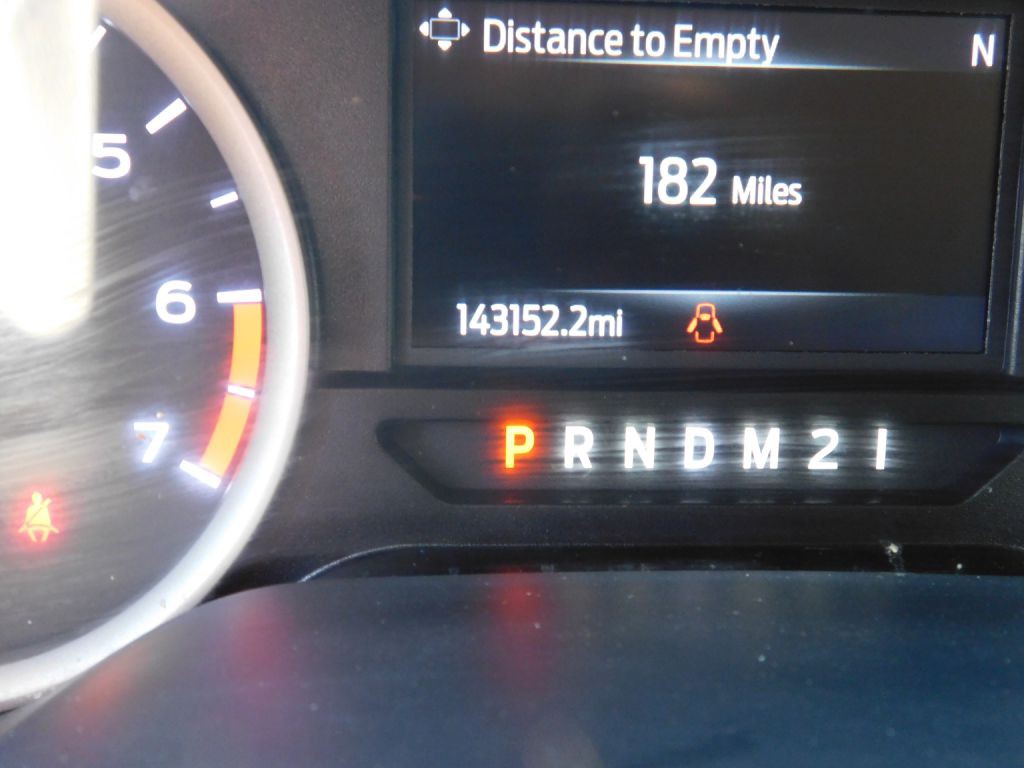 Distance to Empty N
182 Miles
143152.2mi
5
6
7
P R N D M 2 1